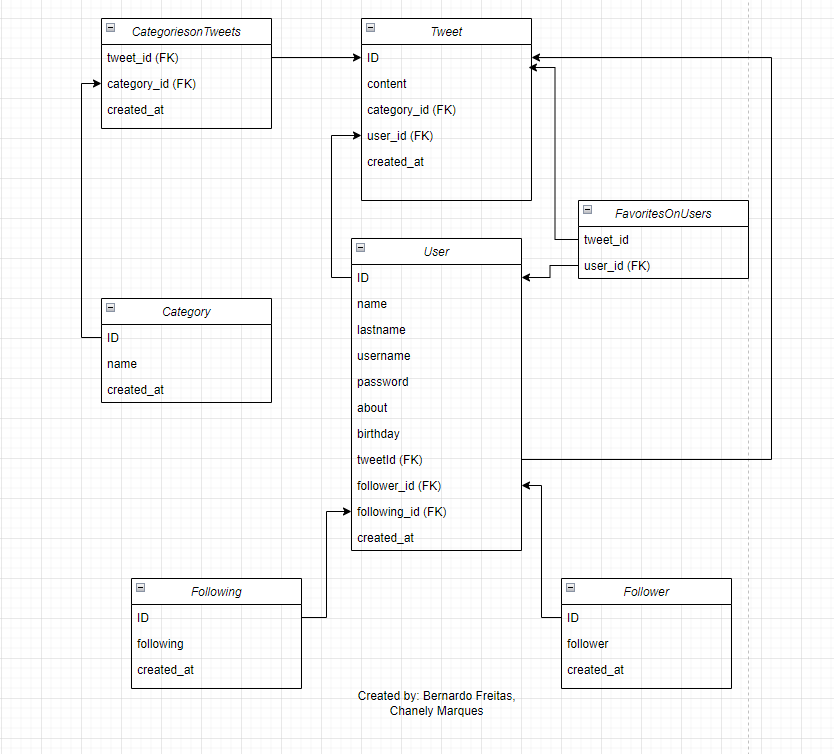 CategoriesonTweets
tweet_id (FK)
category_id (FK)
created_at
Tweet
ID
content
category_id (FK)
user_id (FK)
created_at
FavoritesOnUsers
tweet_id
user_id (FK)
User
ID
name
lastname
username
password
about
birthday
tweetId (FK)
follower_id (FK)
following_id (FK)
created_at
Category
ID
name
created_at
Following
ID
following
created_at
Follower
ID
follower
created_at
Created by: Bernardo Freitas,
Chanely Marques